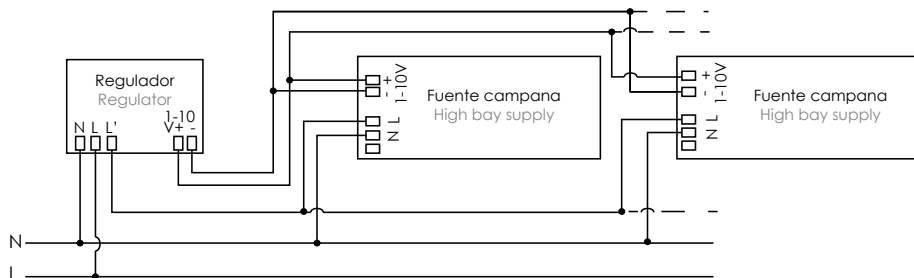 Regulador
Regulator
N L L' 1-10
V+ -
+
-
1-10V
L
N
Fuente campana
High bay supply
+
-
1-10V
L
N
Fuente campana
High bay supply
N
L